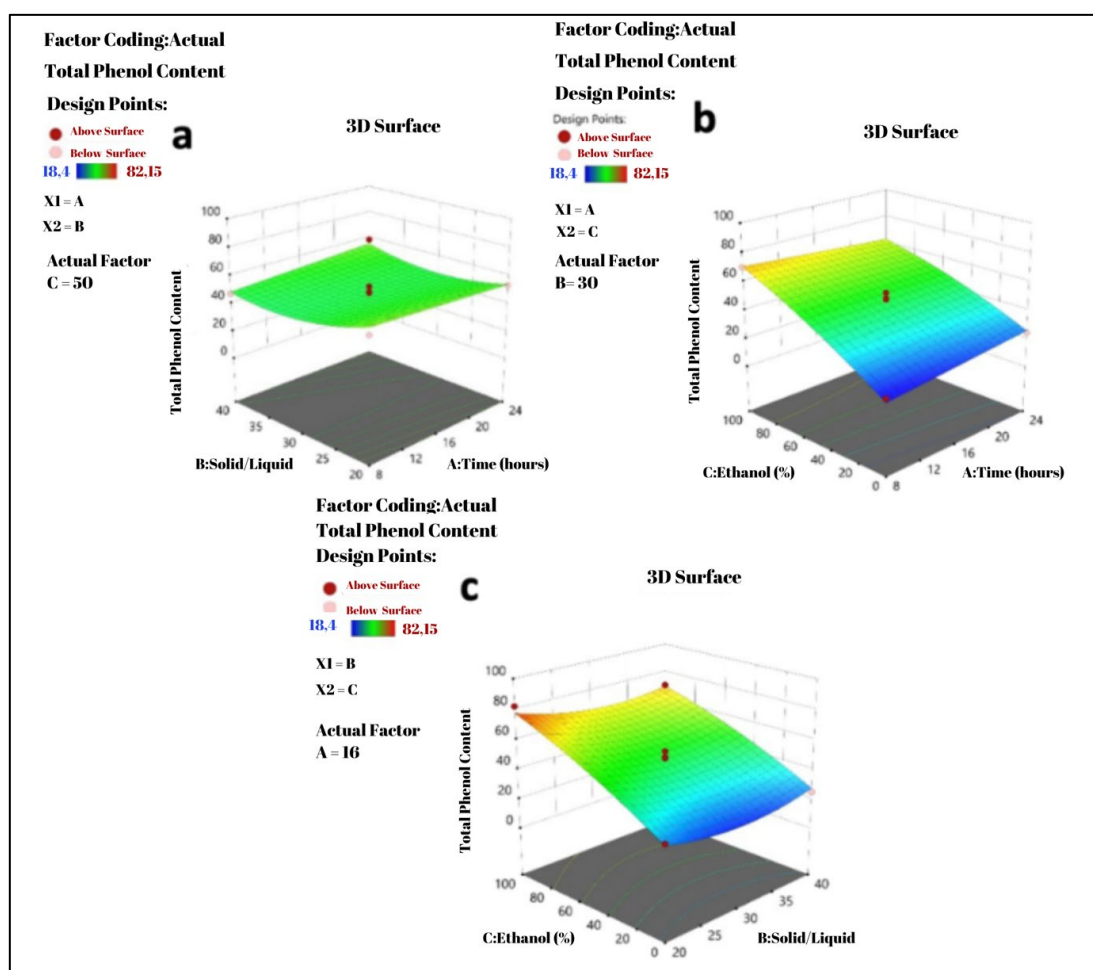 Factor Coding:Actual
Total Phenol Content
Design Points:
Above Surface
Below Surface
18,4 82,15
X1 = A
X2 = B
Actual Factor
C = 50
a
3D Surface
Total Phenol Content
100
80
60
40
20
0
40
35
30
25
20
B:Solid/Liquid
8
12
16
20
24
A:Time (hours)
Factor Coding:Actual
Total Phenol Content
Design Points:
Design Points:
Above Surface
Below Surface
18,4 82,15
X1 = A
X2 = C
Actual Factor
B= 30
b
3D Surface
Total Phenol Content
100
80
60
40
20
0
100
80
60
40
20
0
C:Ethanol (%)
8
12
16
20
24
A:Time (hours)
Factor Coding:Actual
Total Phenol Content
Design Points:
Above Surface
Below Surface
18,4 82,15
X1 = B
X2 = C
Actual Factor
A = 16
c
3D Surface
Total Phenol Content
100
80
60
40
20
0
100
80
60
40
20
0
C:Ethanol (%)
20
25
30
35
40
B:Solid/Liquid